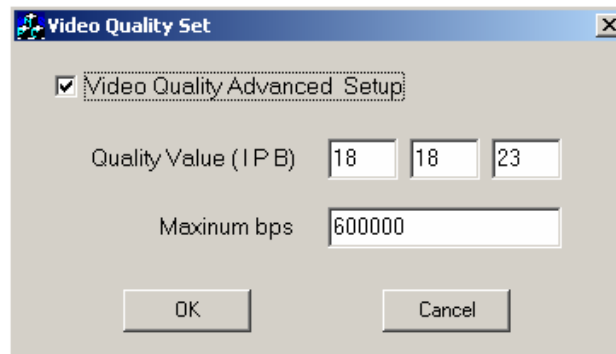 Video Quality Set
Video Quality Advanced Setup
Quality Value ( I P B) 18 18 23
Maxinum bps 600000
OK Cancel